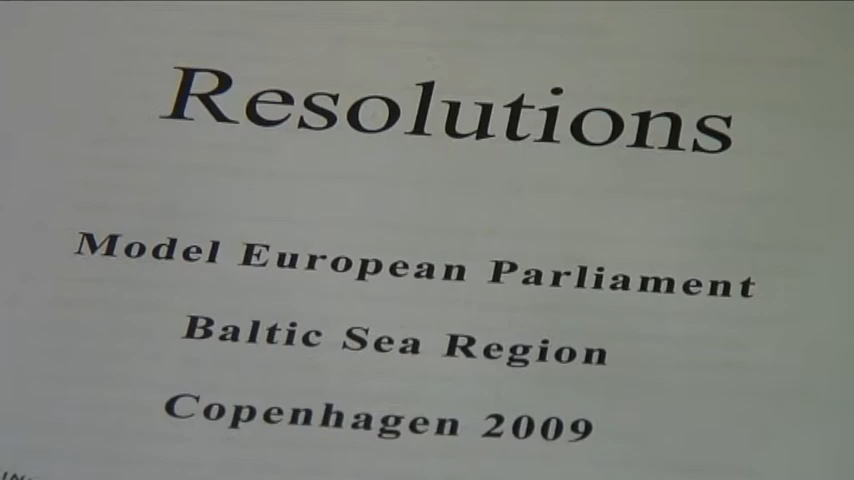 Resolutions
Model European Parliament
Baltic Sea Region
Copenhagen 2009